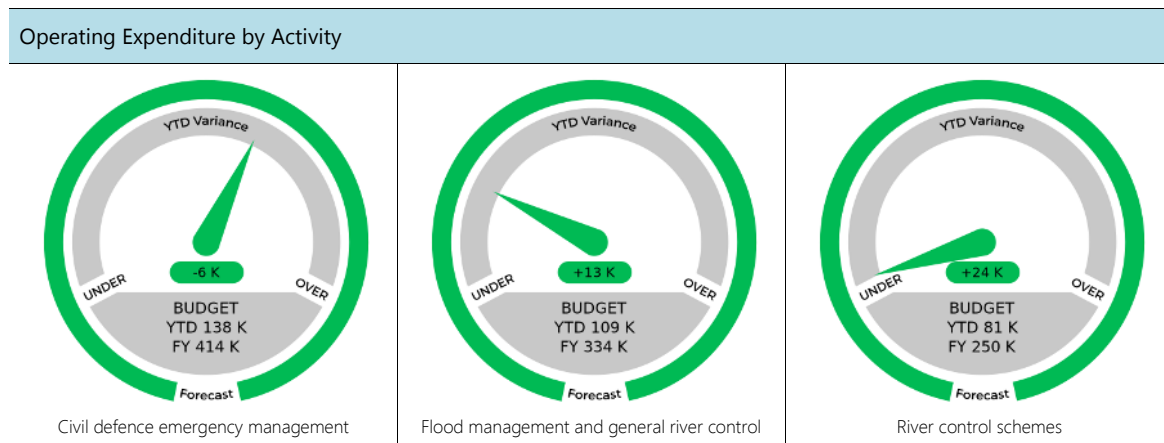 Operating Expenditure by Activity
YTD Variance
-6 K
UNDER
OVER
BUDGET
YTD 138 K
FY 414 K
Forecast
Civil defence emergency management
YTD Variance
+13 K
UNDER
OVER
BUDGET
YTD 109 K
FY 334 K
Forecast
Flood management and general river control
YTD Variance
+24 K
UNDER
OVER
BUDGET
YTD 81 K
FY 250 K
Forecast
River control schemes